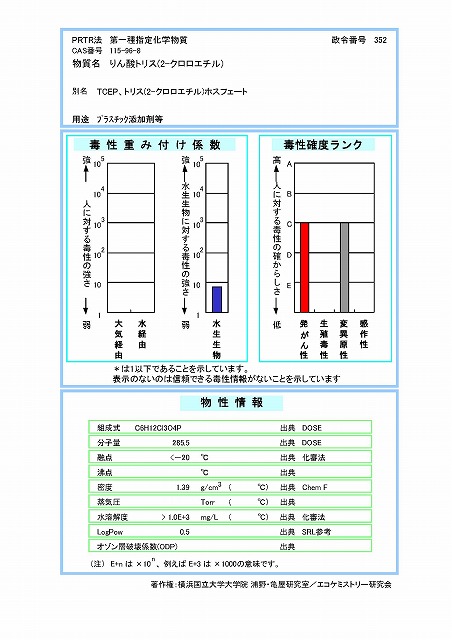 PRTR法 第一種指定化学物質 政令番号 352
CAS番号 115-96-8
物質名 りん酸トリス(2-クロロエチル)
別名 TCEP、トリス(2-クロロエチル)ホスフェート
用途 プラスチック添加剤等
毒性重み付け係数
強 人に対する毒性の強さ 弱
10^5
10^4
10^3
10^2
10^1
1
大気経由
水経由
強 水生生物に対する毒性の強さ 弱
10^5
10^4
10^3
10^2
10^1
1
水生生物
毒性確度ランク
高 人に対する毒性の確からしさ 低
A
B
C
D
E
発がん性
生殖毒性
変異原性
感作性
*は1以下であることを示しています。
表示のないのは信頼できる毒性情報がないことを示しています
物性情報
組成式 C6H12Cl3O4P 出典 DOSE
分子量 285.5 出典 DOSE
融点 <-20 ℃ 出典 化審法
沸点 ℃ 出典
密度 1.39 g/cm3 ( ℃) 出典 Chem F
蒸気圧 Torr ( ℃) 出典
水溶解度 > 1.0E+3 mg/L ( ℃) 出典 化審法
LogPow 0.5 出典 SRL参考
オゾン層破壊係数(ODP) 出典
(注) E+n は ×10^n、例えば E+3 は ×1000の意味です。
著作権:横浜国立大学大学院 浦野・亀屋研究室/エコケミストリー研究会